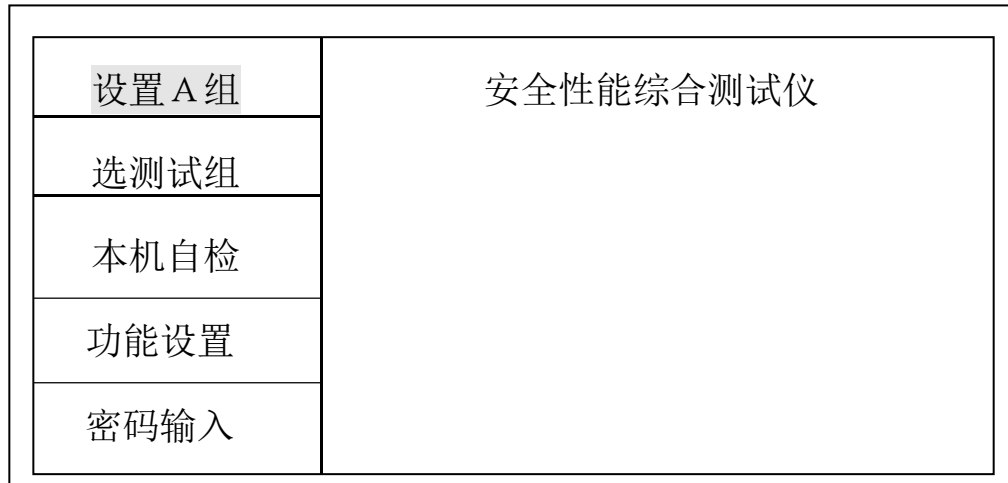 设置A组
安全性能综合测试仪
选测试组
本机自检
功能设置
密码输入